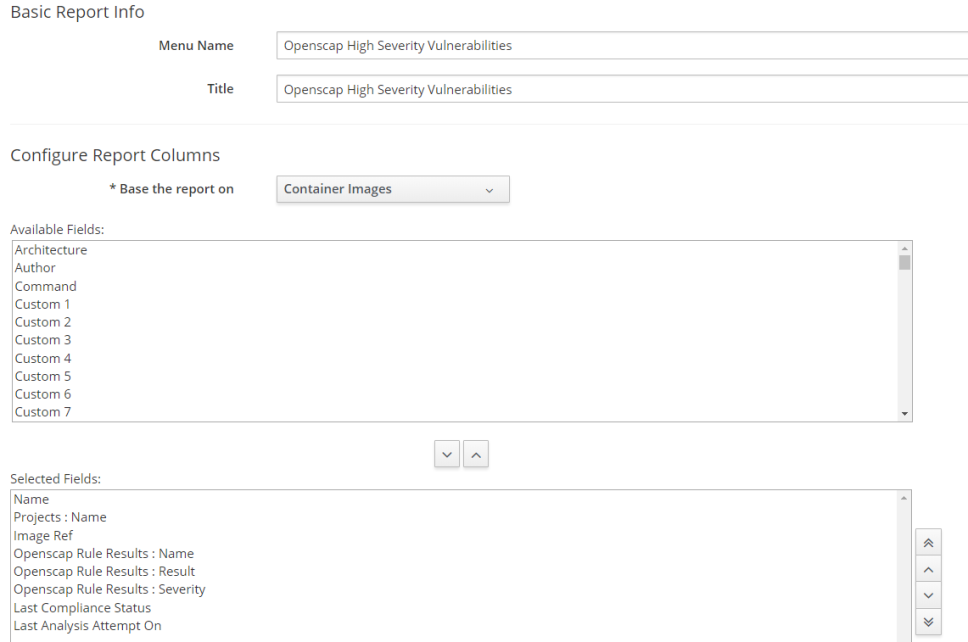 Basic Report Info
Menu Name
Openscap High Severity Vulnerabilities
Title
Openscap High Severity Vulnerabilities
Configure Report Columns
* Base the report on
Container Images
Available Fields:
Architecture
Author
Command
Custom 1
Custom 2
Custom 3
Custom 4
Custom 5
Custom 6
Custom 7
Selected Fields:
Name
Projects : Name
Image Ref
Openscap Rule Results : Name
Openscap Rule Results : Result
Openscap Rule Results : Severity
Last Compliance Status
Last Analysis Attempt On